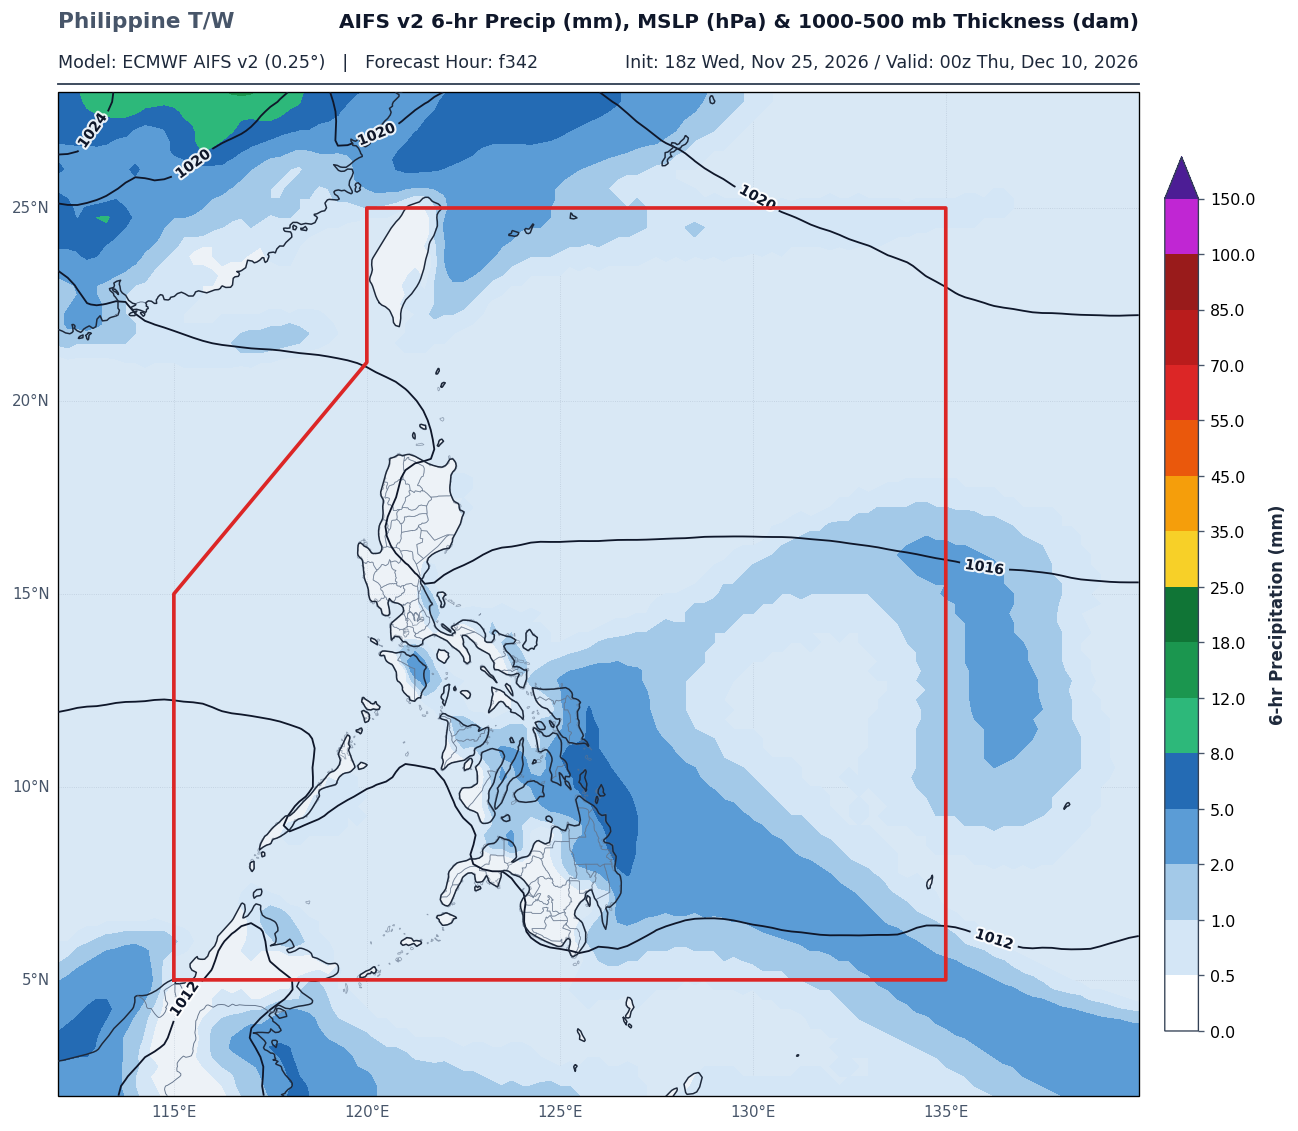 Philippine T/W
AIFS v2 6-hr Precip (mm), MSLP (hPa) & 1000-500 mb Thickness (dam)
Model: ECMWF AIFS v2 (0.25°) | Forecast Hour: f342
Init: 18z Wed, Nov 25, 2026 / Valid: 00z Thu, Dec 10, 2026
1024
1020
1020
1020
1016
1012
1012
25°N
20°N
15°N
10°N
5°N
115°E
120°E
125°E
130°E
135°E
150.0
100.0
85.0
70.0
55.0
45.0
35.0
25.0
18.0
12.0
8.0
5.0
2.0
1.0
0.5
0.0
6-hr Precipitation (mm)